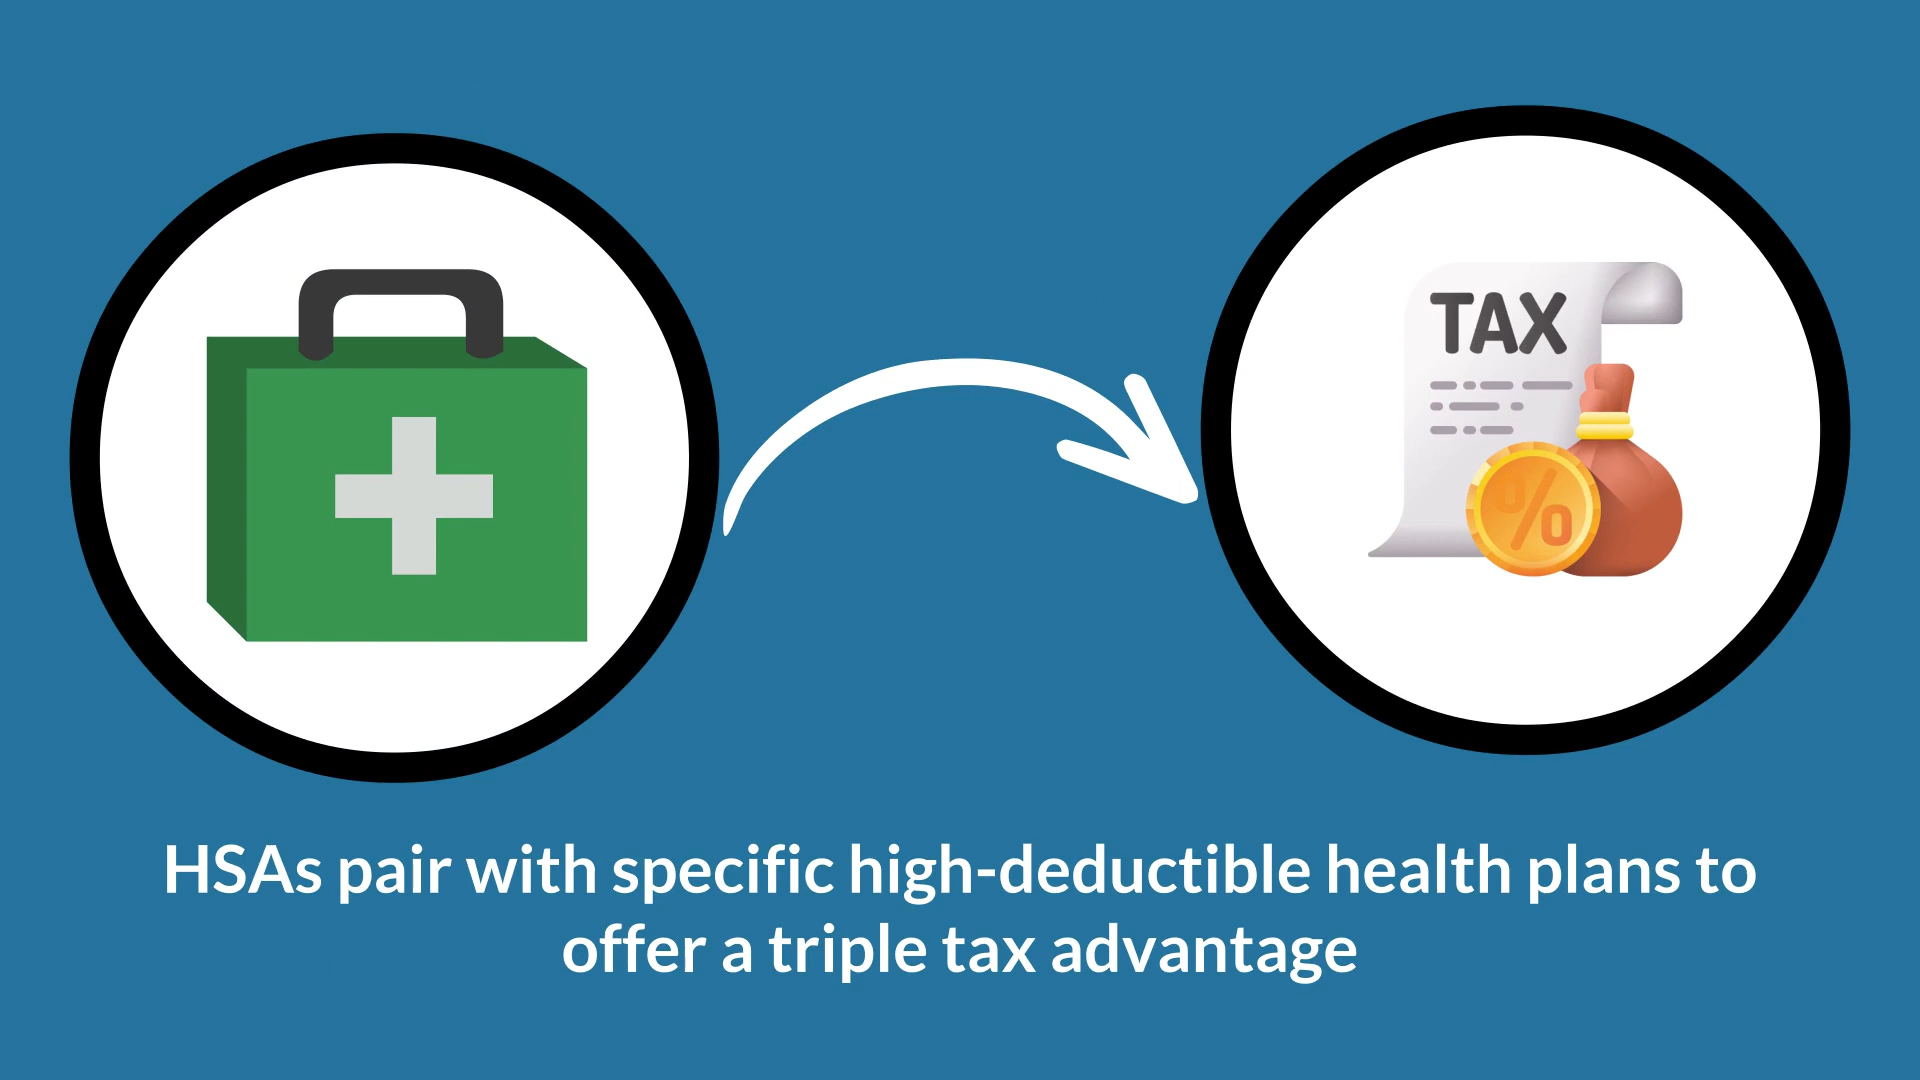 TAX
%
HSAs pair with specific high-deductible health plans to
offer a triple tax advantage